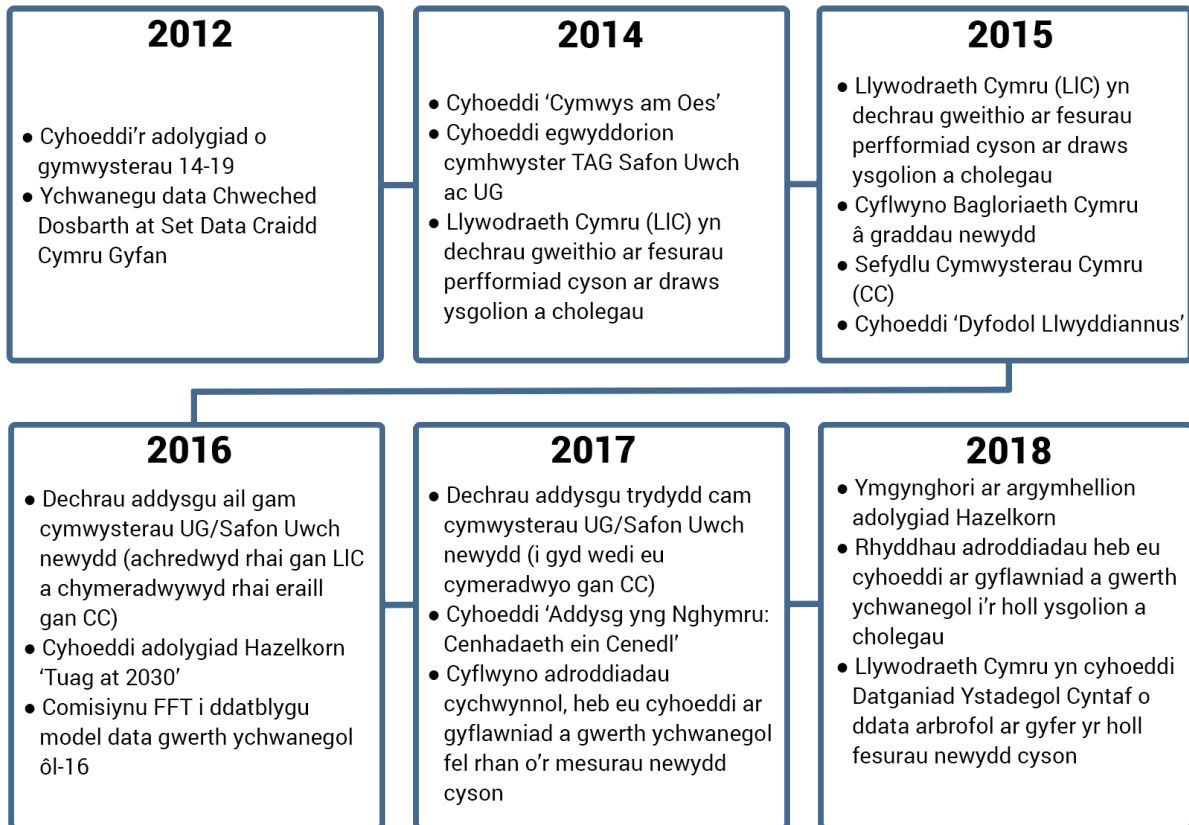 2012
● Cyhoeddi’r adolygiad o
gymwysterau 14-19
● Ychwanegu data Chweched
Dosbarth at Set Data Craidd
Cymru Gyfan
2014
● Cyhoeddi ‘Cymwys am Oes’
● Cyhoeddi egwyddorion
cymhwyster TAG Safon Uwch
ac UG
● Llywodraeth Cymru (LlC) yn
dechrau gweithio ar fesurau
perfformiad cyson ar draws
ysgolion a cholegau
2015
● Llywodraeth Cymru (LlC) yn
dechrau gweithio ar fesurau
perfformiad cyson ar draws
ysgolion a cholegau
● Cyflwyno Bagloriaeth Cymru
â graddau newydd
● Sefydlu Cymwysterau Cymru
(CC)
● Cyhoeddi ‘Dyfodol Llwyddiannus’
2016
● Dechrau addysgu ail gam
cymwysterau UG/Safon Uwch
newydd (achredwyd rhai gan LlC
a chymeradwywyd rhai eraill
gan CC)
● Cyhoeddi adolygiad Hazelkorn
‘Tuag at 2030’
● Comisiynu FFT i ddatblygu
model data gwerth ychwanegol
ôl-16
2017
● Dechrau addysgu trydydd cam
cymwysterau UG/Safon Uwch
newydd (i gyd wedi eu
cymeradwyo gan CC)
● Cyhoeddi ‘Addysg yng Nghymru:
Cenhadaeth ein Cenedl’
● Cyflwyno adroddiadau
cychwynnol, heb eu cyhoeddi ar
gyflawniad a gwerth ychwanegol
fel rhan o’r mesurau newydd
cyson
2018
● Ymgynghori ar argymhellion
adolygiad Hazelkorn
● Rhyddhau adroddiadau heb eu
cyhoeddi ar gyflawniad a gwerth
ychwanegol i’r holl ysgolion a
cholegau
● Llywodraeth Cymru yn cyhoeddi
Datganiad Ystadegol Cyntaf o
ddata arbrofol ar gyfer yr holl
fesurau newydd cyson